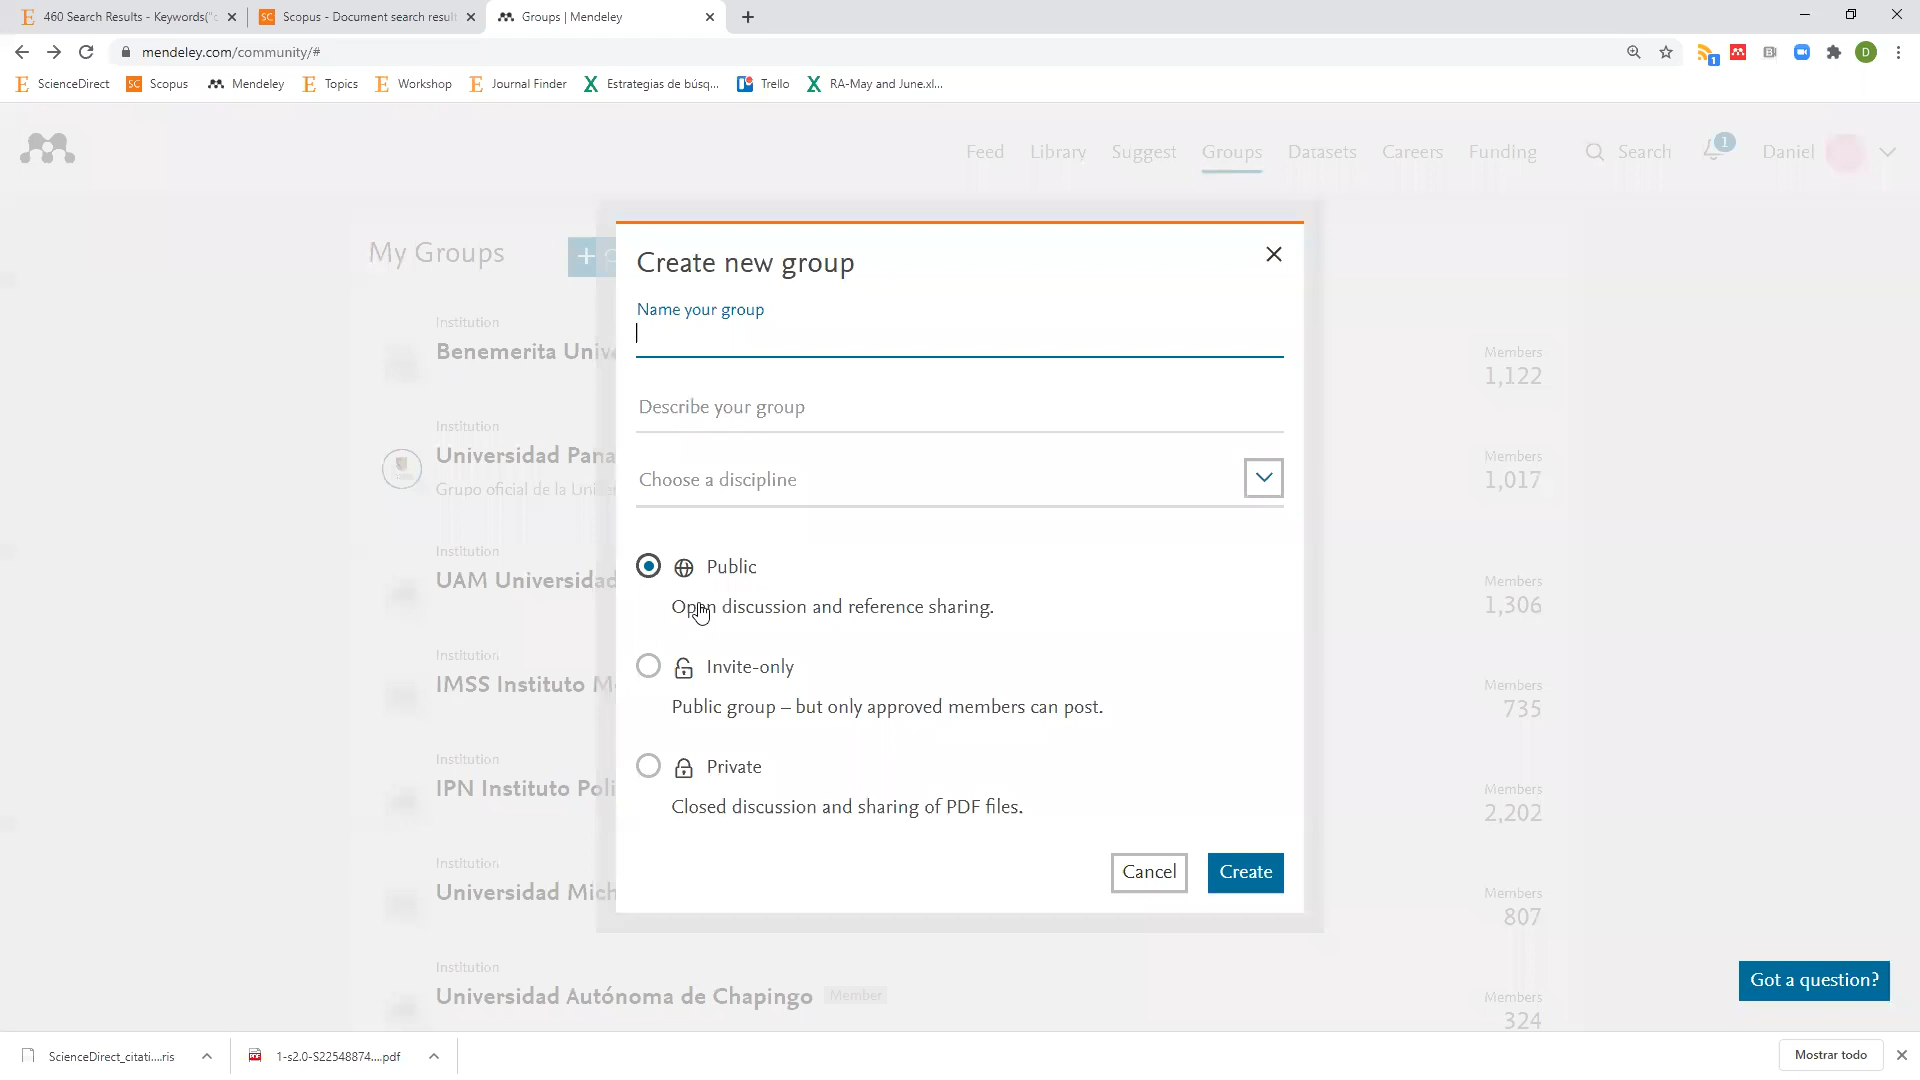 460 Search Results - Keywords("c
Scopus - Document search result
Groups | Mendeley
mendeley.com/community/#
1
D
ScienceDirect
SC Scopus
Mendeley
Topics
Workshop
Journal Finder
Estrategias de búsq...
Trello
RA-May and June.xl...
Feed
Library
Suggest
Groups
Datasets
Careers
Funding
Search
1
Daniel
My Groups
Create new group
Name your group
Describe your group
Choose a discipline
Public
Open discussion and reference sharing.
Invite-only
Public group – but only approved members can post.
Private
Closed discussion and sharing of PDF files.
Cancel
Create
Institution
Benemerita Unive
Members
1,122
Institution
Universidad Pana
Grupo oficial de la Univer
Members
1,017
Institution
UAM Universidad
Members
1,306
Institution
IMSS Instituto M
Members
735
Institution
IPN Instituto Poli
Members
2,202
Institution
Universidad Mich
Members
807
Institution
Universidad Autónoma de Chapingo
Member
Members
324
Got a question?
ScienceDirect_citati....ris
1-s2.0-S22548874....pdf
Mostrar todo